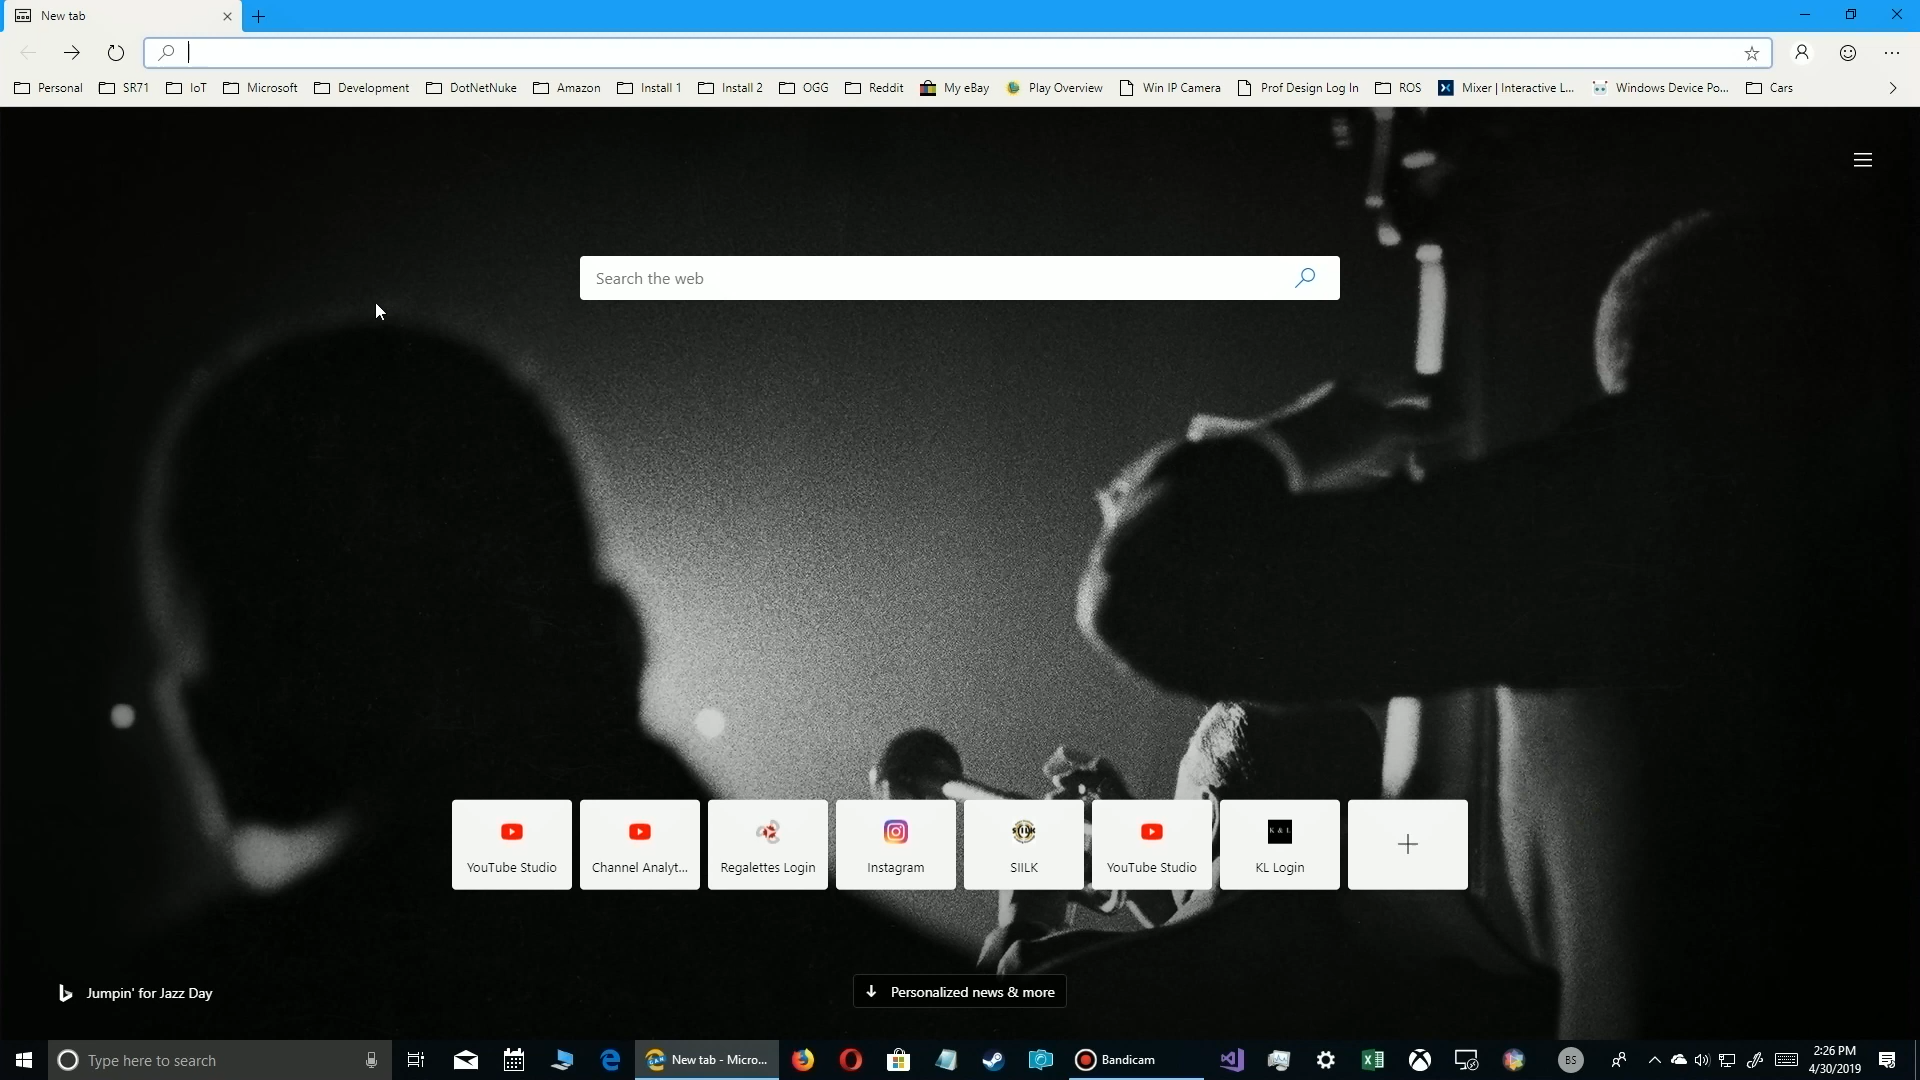 New tab
Personal SR71 IoT Microsoft Development DotNetNuke Amazon Install 1 Install 2 OGG Reddit My eBay Play Overview Win IP Camera Prof Design Log In ROS Mixer | Interactive L... Windows Device Po... Cars
Search the web
YouTube Studio Channel Analyt... Regalettes Login Instagram SIILK YouTube Studio KL Login
Jumpin' for Jazz Day
Personalized news & more
Type here to search New tab - Micro... Bandicam BS 2:26 PM
4/30/2019